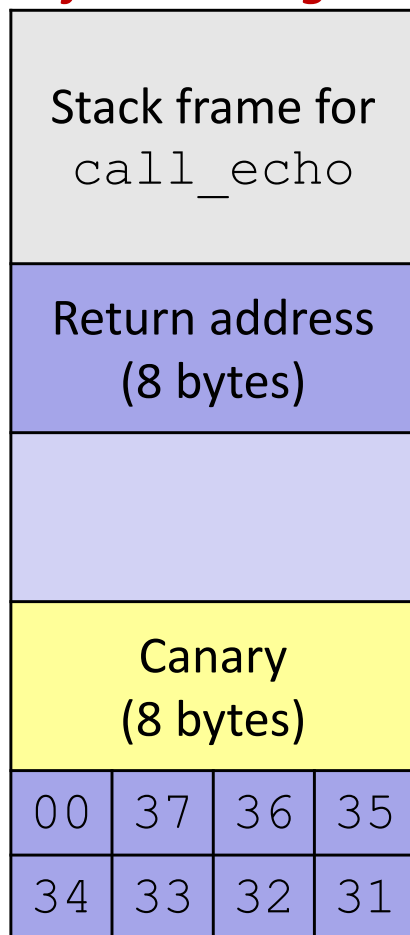 Stack frame for
call_echo
Return address
(8 bytes)
Canary
(8 bytes)
00 37 36 35
34 33 32 31